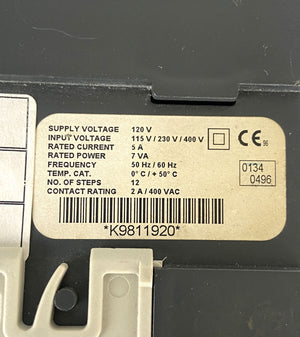 SUPPLY VOLTAGE 120 V
INPUT VOLTAGE 115 V / 230 V / 400 V
RATED CURRENT 5 A
RATED POWER 7 VA
FREQUENCY 50 Hz / 60 Hz
TEMP. CAT. 0° C / + 50° C
NO. OF STEPS 12
CONTACT RATING 2 A / 400 VAC
CE 96
0134
0496
*K9811920*